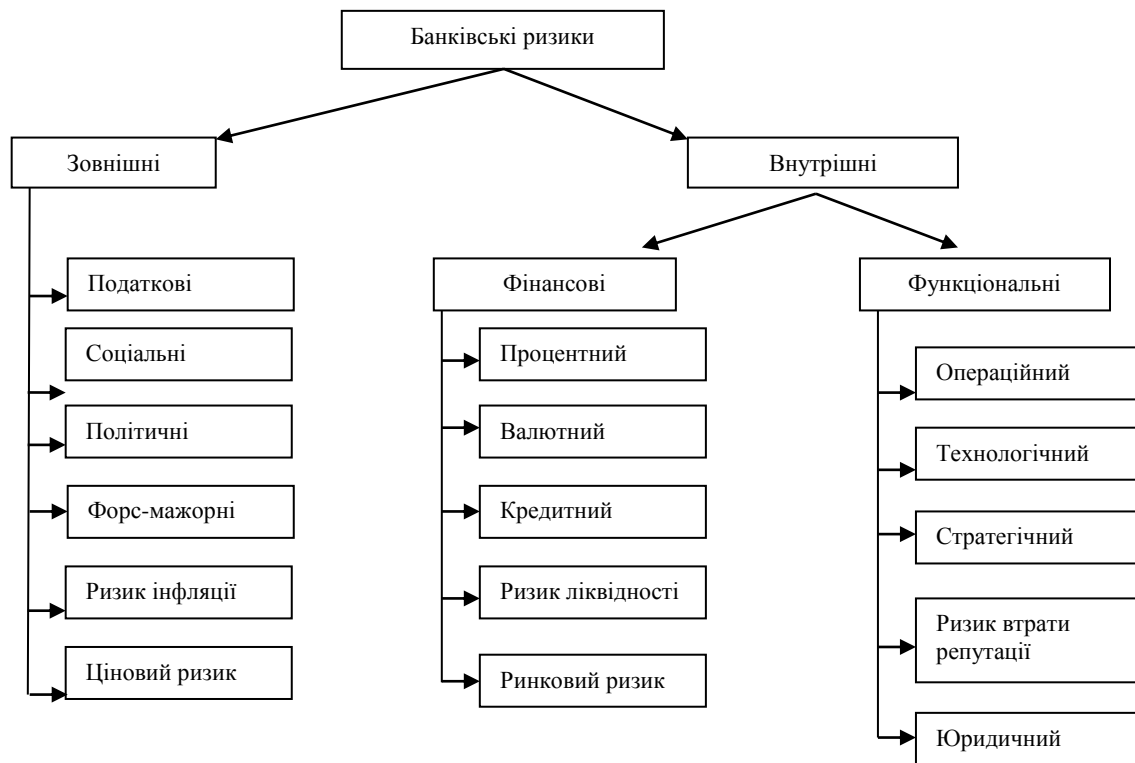 Банківські ризики
Зовнішні
Внутрішні
Податкові
Соціальні
Політичні
Форс-мажорні
Ризик інфляції
Ціновий ризик
Фінансові
Процентний
Валютний
Кредитний
Ризик ліквідності
Ринковий ризик
Функціональні
Операційний
Технологічний
Стратегічний
Ризик втрати
репутації
Юридичний